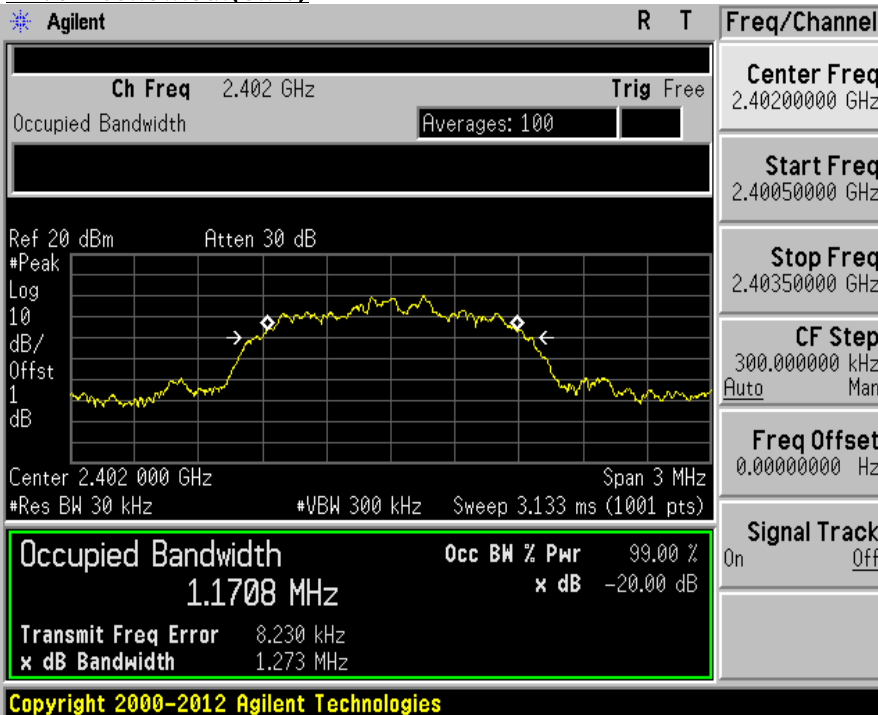 Agilent R T Freq/Channel
Ch Freq 2.402 GHz Trig Free
Occupied Bandwidth Averages: 100
Center Freq
2.40200000 GHz
Start Freq
2.40050000 GHz
Stop Freq
2.40350000 GHz
CF Step
300.000000 kHz
Auto Man
Freq Offset
0.00000000 Hz
Signal Track
On Off
Ref 20 dBm Atten 30 dB
#Peak
Log
10
dB/
Offst
1
dB
Center 2.402 000 GHz Span 3 MHz
#Res BW 30 kHz #VBW 300 kHz Sweep 3.133 ms (1001 pts)
Occupied Bandwidth Occ BW % Pwr 99.00 %
1.1708 MHz x dB -20.00 dB
Transmit Freq Error 8.230 kHz
x dB Bandwidth 1.273 MHz
Copyright 2000-2012 Agilent Technologies